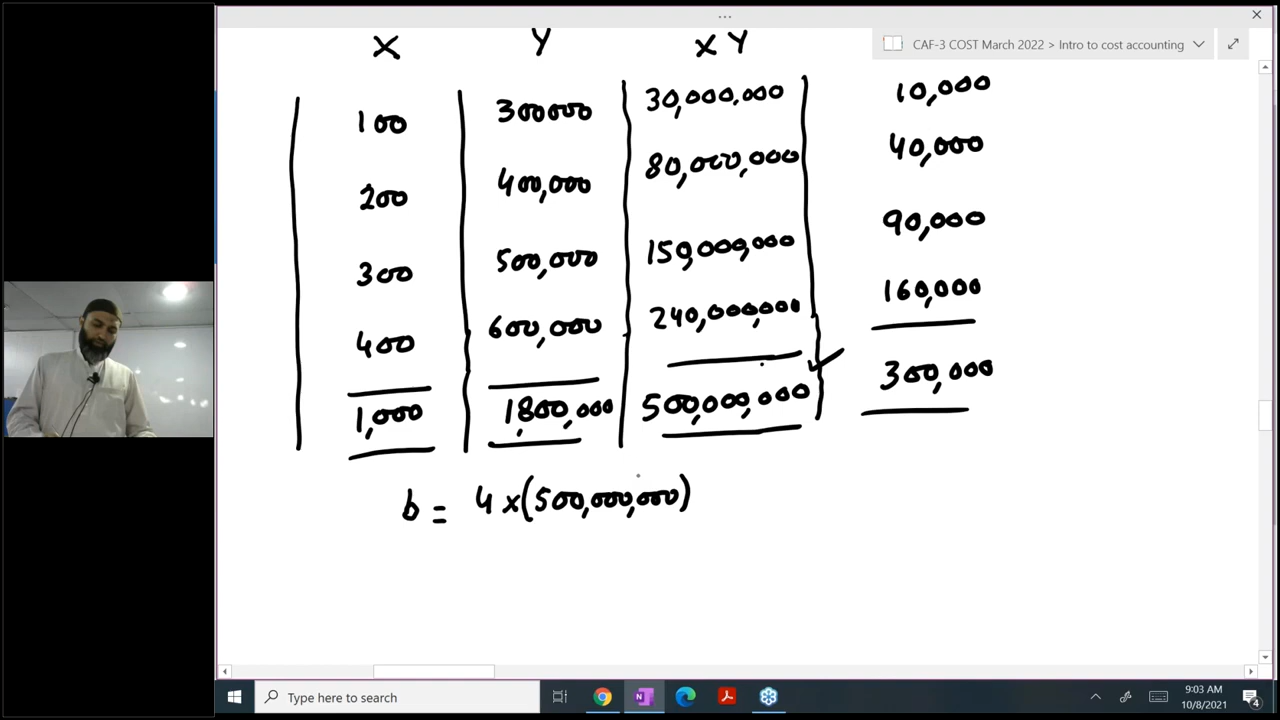 CAF-3 COST March 2022 > Intro to cost accounting
X Y XY
100 300000 30,000,000 10,000
200 400,000 80,000,000 40,000
300 500,000 150,000,000 90,000
400 600,000 240,000,000 160,000
1,000 1,800,000 500,000,000 300,000
b = 4 x (500,000,000)
Type here to search
9:03 AM
10/8/2021
4